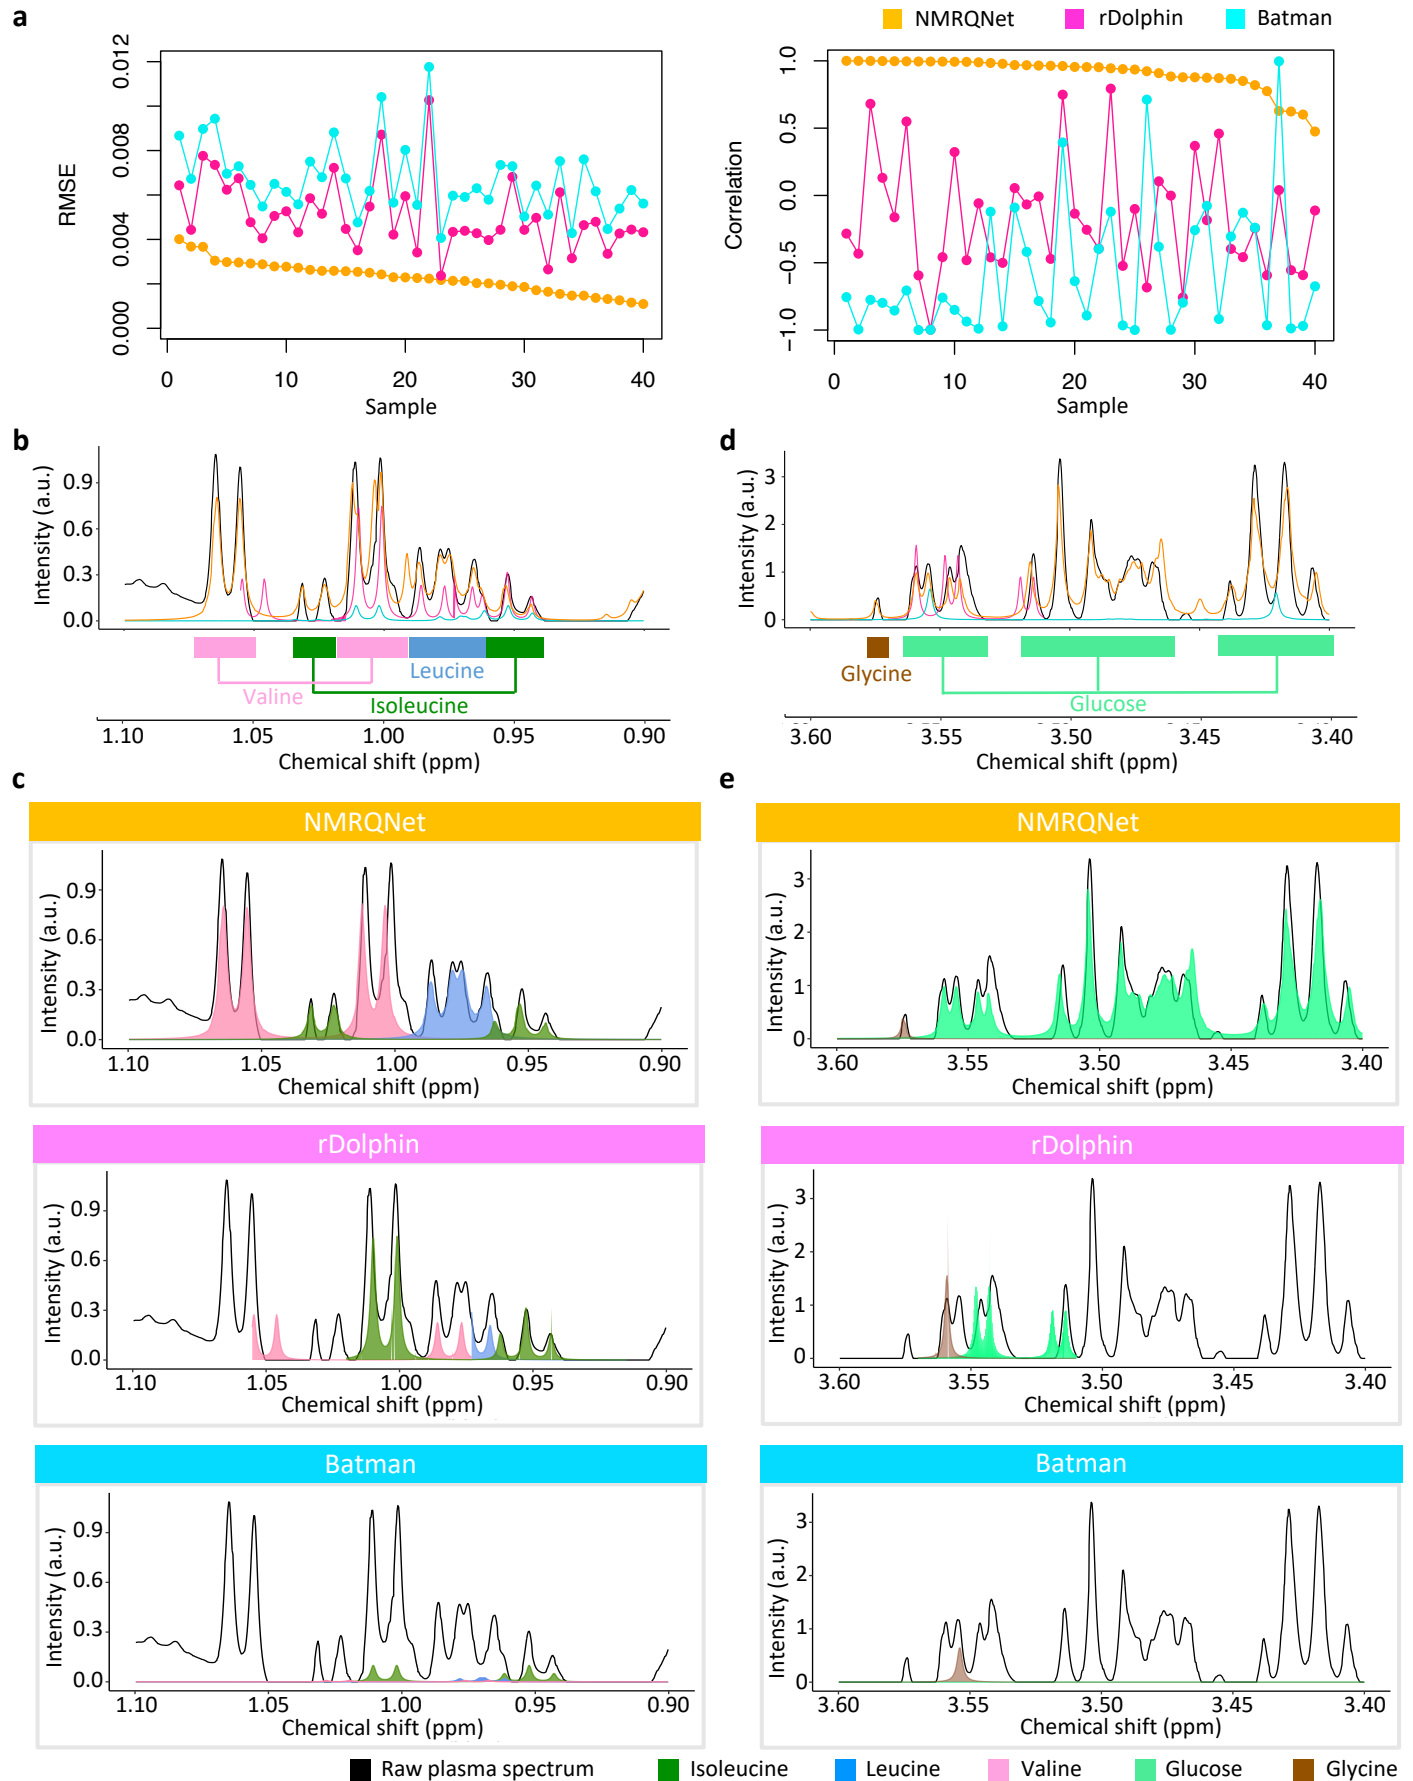 a
NMRQNet rDolphin Batman
RMSE
0.000 0.004 0.008 0.012
0 10 20 30 40
Sample
Correlation
−1.0 −0.5 0.0 0.5 1.0
0 10 20 30 40
Sample
b
Intensity (a.u.)
0.9
0.6
0.3
0.0
Valine
Leucine
Isoleucine
1.10 1.05 1.00 0.95 0.90
Chemical shift (ppm)
d
Intensity (a.u.)
3
2
1
0
Glycine
Glucose
3.60 3.55 3.50 3.45 3.40
Chemical shift (ppm)
c
NMRQNet
Intensity (a.u.)
0.9
0.6
0.3
0.0
1.10 1.05 1.00 0.95 0.90
Chemical shift (ppm)
rDolphin
Intensity (a.u.)
0.9
0.6
0.3
0.0
1.10 1.05 1.00 0.95 0.90
Chemical shift (ppm)
Batman
Intensity (a.u.)
0.9
0.6
0.3
0.0
1.10 1.05 1.00 0.95 0.90
Chemical shift (ppm)
e
NMRQNet
Intensity (a.u.)
3
2
1
0
3.60 3.55 3.50 3.45 3.40
Chemical shift (ppm)
rDolphin
Intensity (a.u.)
3
2
1
0
3.60 3.55 3.50 3.45 3.40
Chemical shift (ppm)
Batman
Intensity (a.u.)
3
2
1
0
3.60 3.55 3.50 3.45 3.40
Chemical shift (ppm)
Raw plasma spectrum Isoleucine Leucine Valine Glucose Glycine